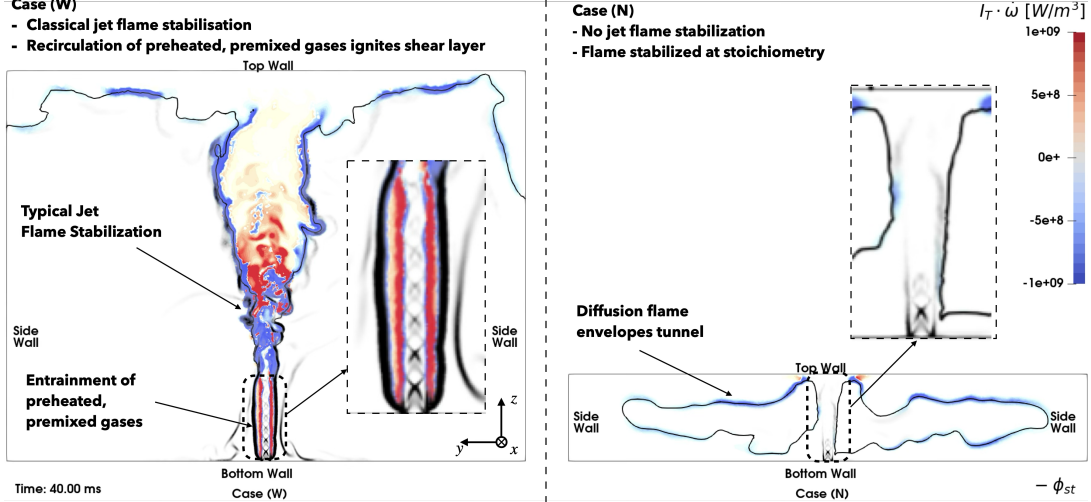 Case (W)
- Classical jet flame stabilisation
- Recirculation of preheated, premixed gases ignites shear layer
Top Wall
Typical Jet
Flame Stabilization
Side
Wall
Side
Wall
Entrainment of
preheated,
premixed gases
z
y
x
Bottom Wall
Time: 40.00 ms
Case (W)
Case (N)
- No jet flame stabilization
- Flame stabilized at stoichiometry
I_T · ω̇ [W/m³]
1e+09
5e+8
0e+
-5e+8
-1e+09
Diffusion flame
envelopes tunnel
Top Wall
Side
Wall
Side
Wall
Bottom Wall
Case (N)
— ϕ_st